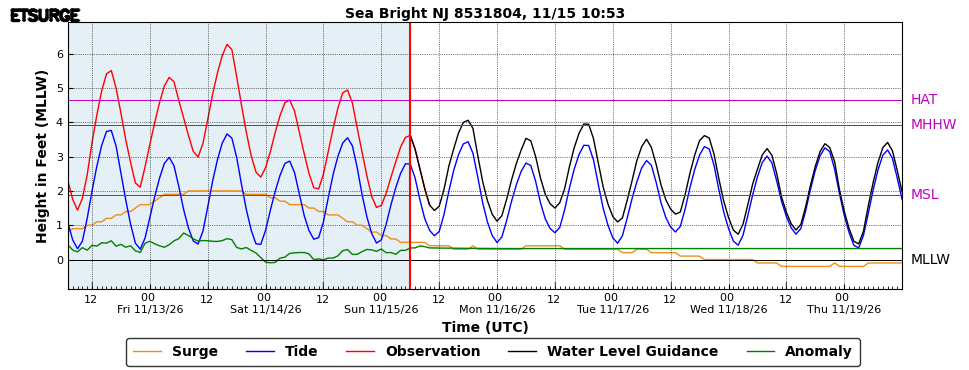 ETSURGE
Sea Bright NJ 8531804, 11/15 10:53
Height in Feet (MLLW)
6
5
4
3
2
1
0
HAT
MHHW
MSL
MLLW
12 00 12 00 12 00 12 00 12 00 12 00 12 00
Fri 11/13/26 Sat 11/14/26 Sun 11/15/26 Mon 11/16/26 Tue 11/17/26 Wed 11/18/26 Thu 11/19/26
Time (UTC)
Surge Tide Observation Water Level Guidance Anomaly